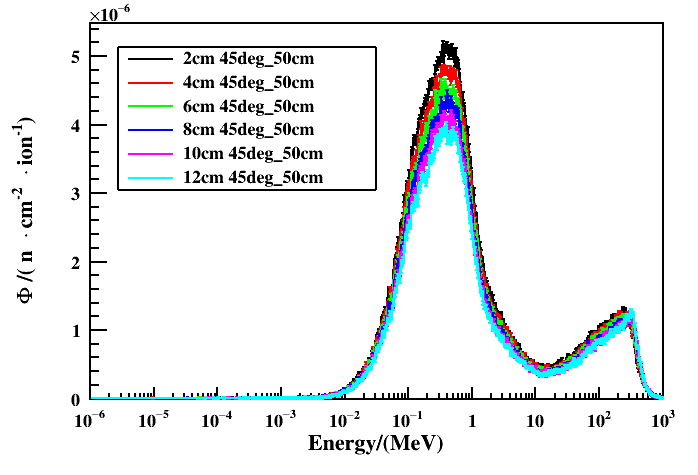 ×10⁻⁶
Φ /( n · cm⁻² · ion⁻¹)
5
4
3
2
1
0
2cm 45deg_50cm
4cm 45deg_50cm
6cm 45deg_50cm
8cm 45deg_50cm
10cm 45deg_50cm
12cm 45deg_50cm
10⁻⁶ 10⁻⁵ 10⁻⁴ 10⁻³ 10⁻² 10⁻¹ 1 10 10² 10³
Energy/(MeV)